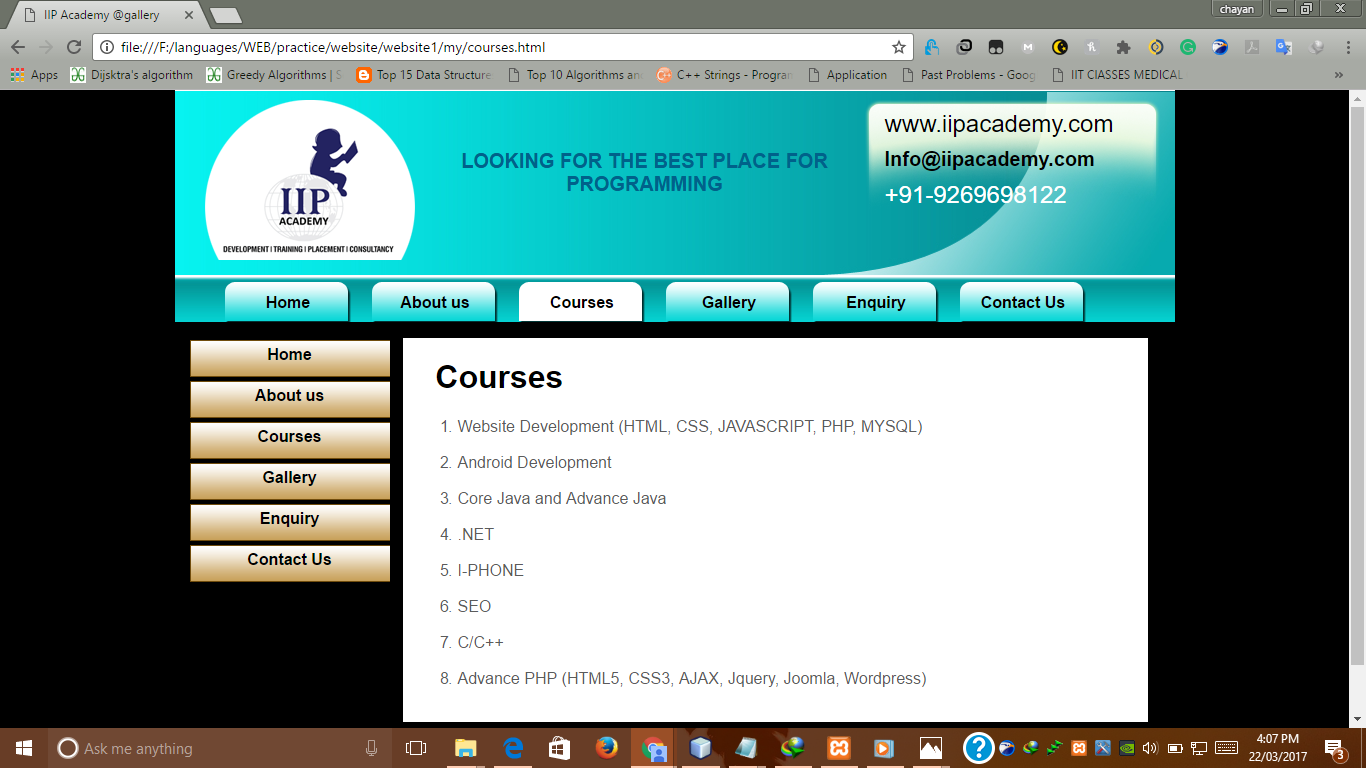 IIP Academy @gallery
chayan
file:///F:/languages/WEB/practice/website/website1/my/courses.html
Apps
Dijsktra's algorithm
Greedy Algorithms | S
Top 15 Data Structure
Top 10 Algorithms an
C++ Strings - Program
Application
Past Problems - Goog
IIT ClASSES MEDICAL
IIP
ACADEMY
DEVELOPMENT | TRAINING | PLACEMENT | CONSULTANCY
LOOKING FOR THE BEST PLACE FOR
PROGRAMMING
www.iipacademy.com
Info@iipacademy.com
+91-9269698122
Home
About us
Courses
Gallery
Enquiry
Contact Us
Home
About us
Courses
Gallery
Enquiry
Contact Us
Courses
1. Website Development (HTML, CSS, JAVASCRIPT, PHP, MYSQL)
2. Android Development
3. Core Java and Advance Java
4. .NET
5. I-PHONE
6. SEO
7. C/C++
8. Advance PHP (HTML5, CSS3, AJAX, Jquery, Joomla, Wordpress)
Ask me anything
4:07 PM
22/03/2017
3